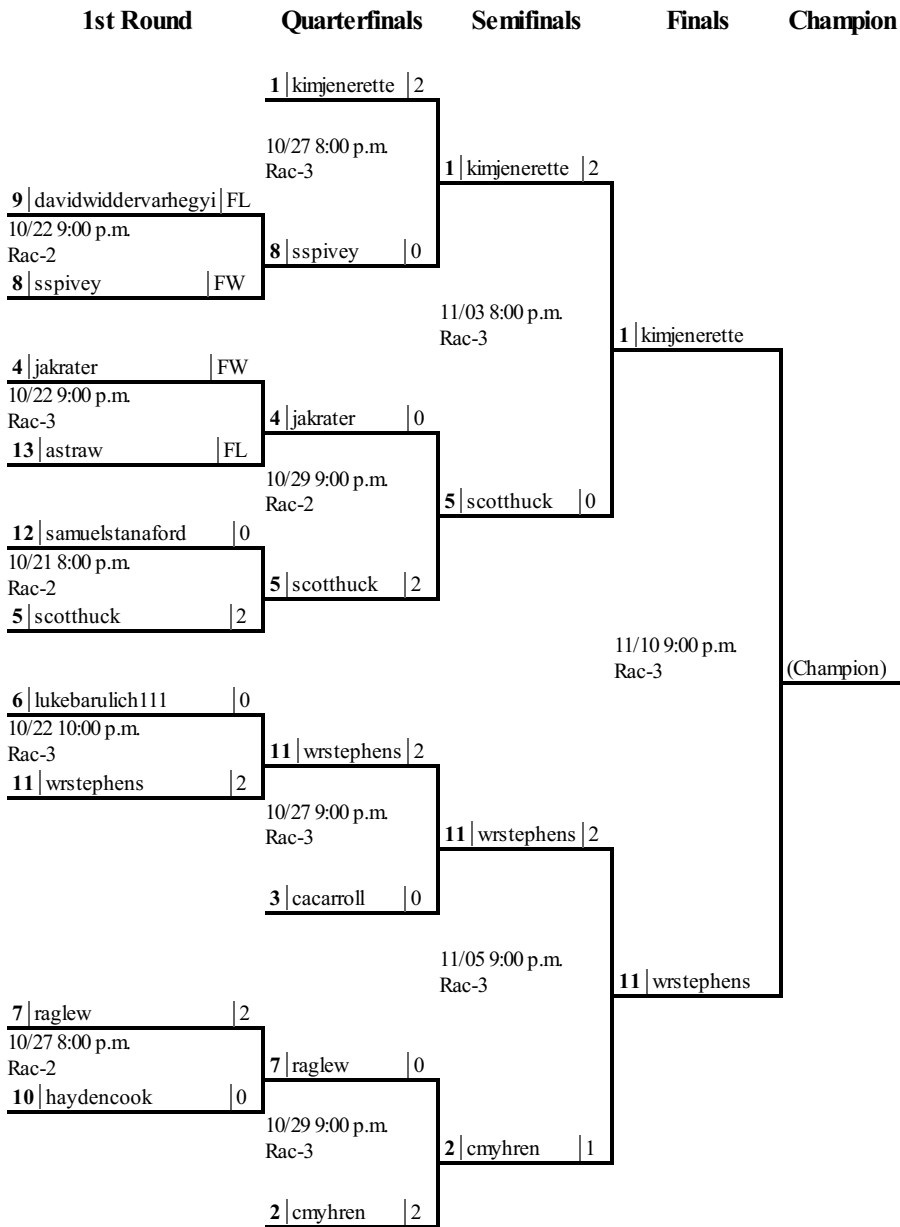 1st Round Quarterfinals Semifinals Finals Champion
1 kimjenerette 2
10/27 8:00 p.m.
Rac-3
1 kimjenerette 2
9 davidwiddervarhegyi FL
10/22 9:00 p.m.
Rac-2
8 sspivey 0
8 sspivey FW
11/03 8:00 p.m.
Rac-3
1 kimjenerette
4 jakrater FW
10/22 9:00 p.m.
Rac-3
4 jakrater 0
13 astraw FL
10/29 9:00 p.m.
Rac-2
5 scotthuck 0
12 samuelstanaford 0
10/21 8:00 p.m.
Rac-2
5 scotthuck 2
5 scotthuck 2
11/10 9:00 p.m.
Rac-3
(Champion)
6 lukebarulich111 0
10/22 10:00 p.m.
Rac-3
11 wrstephens 2
11 wrstephens 2
10/27 9:00 p.m.
Rac-3
11 wrstephens 2
3 cacarroll 0
11/05 9:00 p.m.
Rac-3
11 wrstephens
7 raglew 2
10/27 8:00 p.m.
Rac-2
7 raglew 0
10 haydencook 0
10/29 9:00 p.m.
Rac-3
2 cmyhren 1
2 cmyhren 2